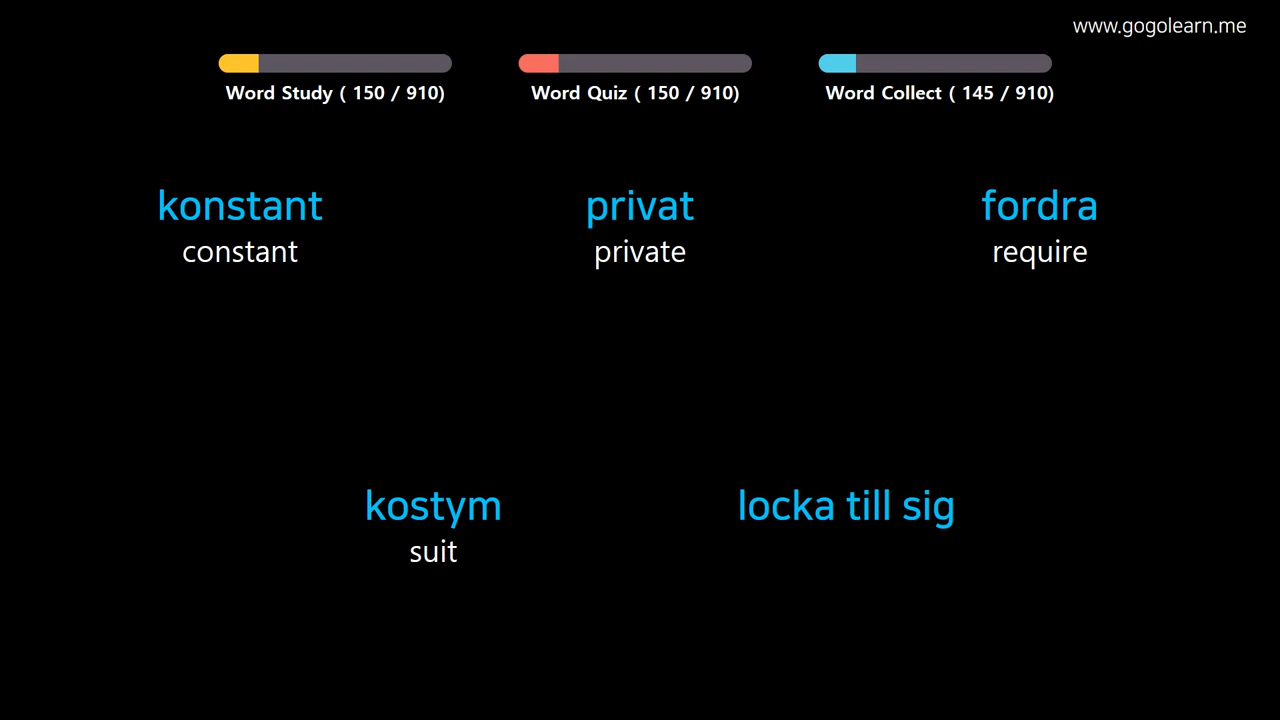 www.gogolearn.me
Word Study ( 150 / 910)
Word Quiz ( 150 / 910)
Word Collect ( 145 / 910)
konstant
constant
privat
private
fordra
require
kostym
suit
locka till sig